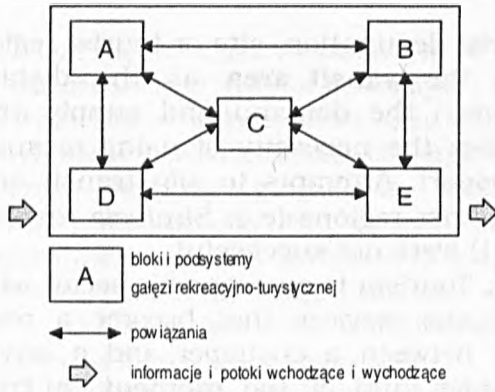 A B
C
D E
A bloki i podsystemy
gałęzi rekreacyjno-turystycznej
powiązania
informacje i potoki wchodzące i wychodzące